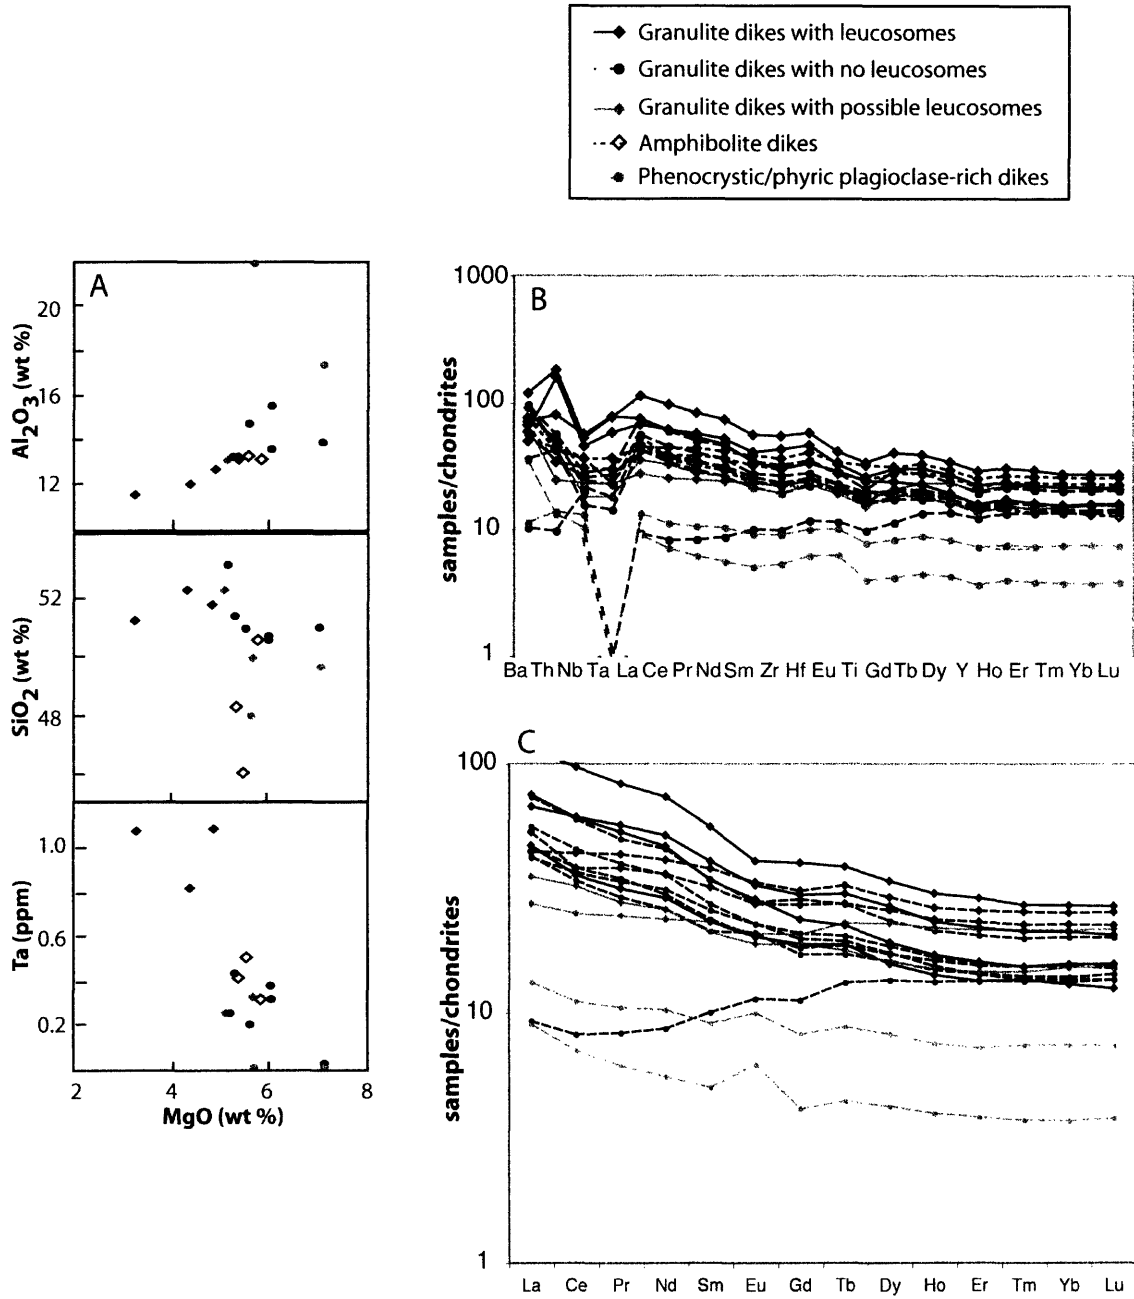 Granulite dikes with leucosomes
Granulite dikes with no leucosomes
Granulite dikes with possible leucosomes
Amphibolite dikes
Phenocrystic/phyric plagioclase-rich dikes
A
Al2O3 (wt %)
20
16
12
SiO2 (wt %)
52
48
Ta (ppm)
1.0
0.6
0.2
2 4 6 8
MgO (wt %)
B
samples/chondrites
1000
100
10
1
Ba Th Nb Ta La Ce Pr Nd Sm Zr Hf Eu Ti Gd Tb Dy Y Ho Er Tm Yb Lu
C
samples/chondrites
100
10
1
La Ce Pr Nd Sm Eu Gd Tb Dy Ho Er Tm Yb Lu